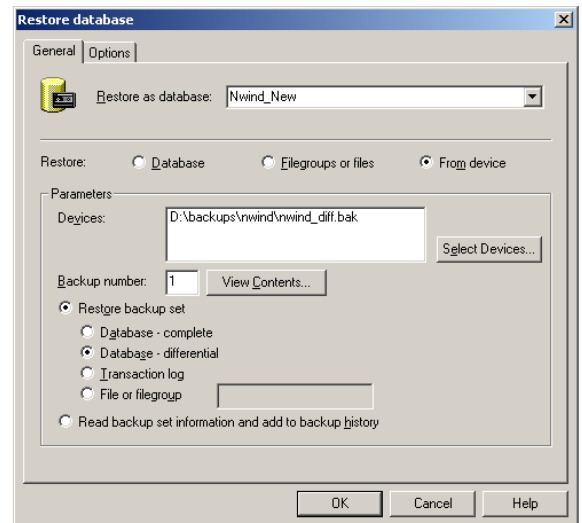 Restore database
General Options
Restore as database: Nwind_New
Restore: Database Filegroups or files From device
Parameters
Devices: D:\backups\nwind\nwind_diff.bak
Select Devices...
Backup number: 1 View Contents...
Restore backup set
Database - complete
Database - differential
Transaction log
File or filegroup
Read backup set information and add to backup history
OK Cancel Help